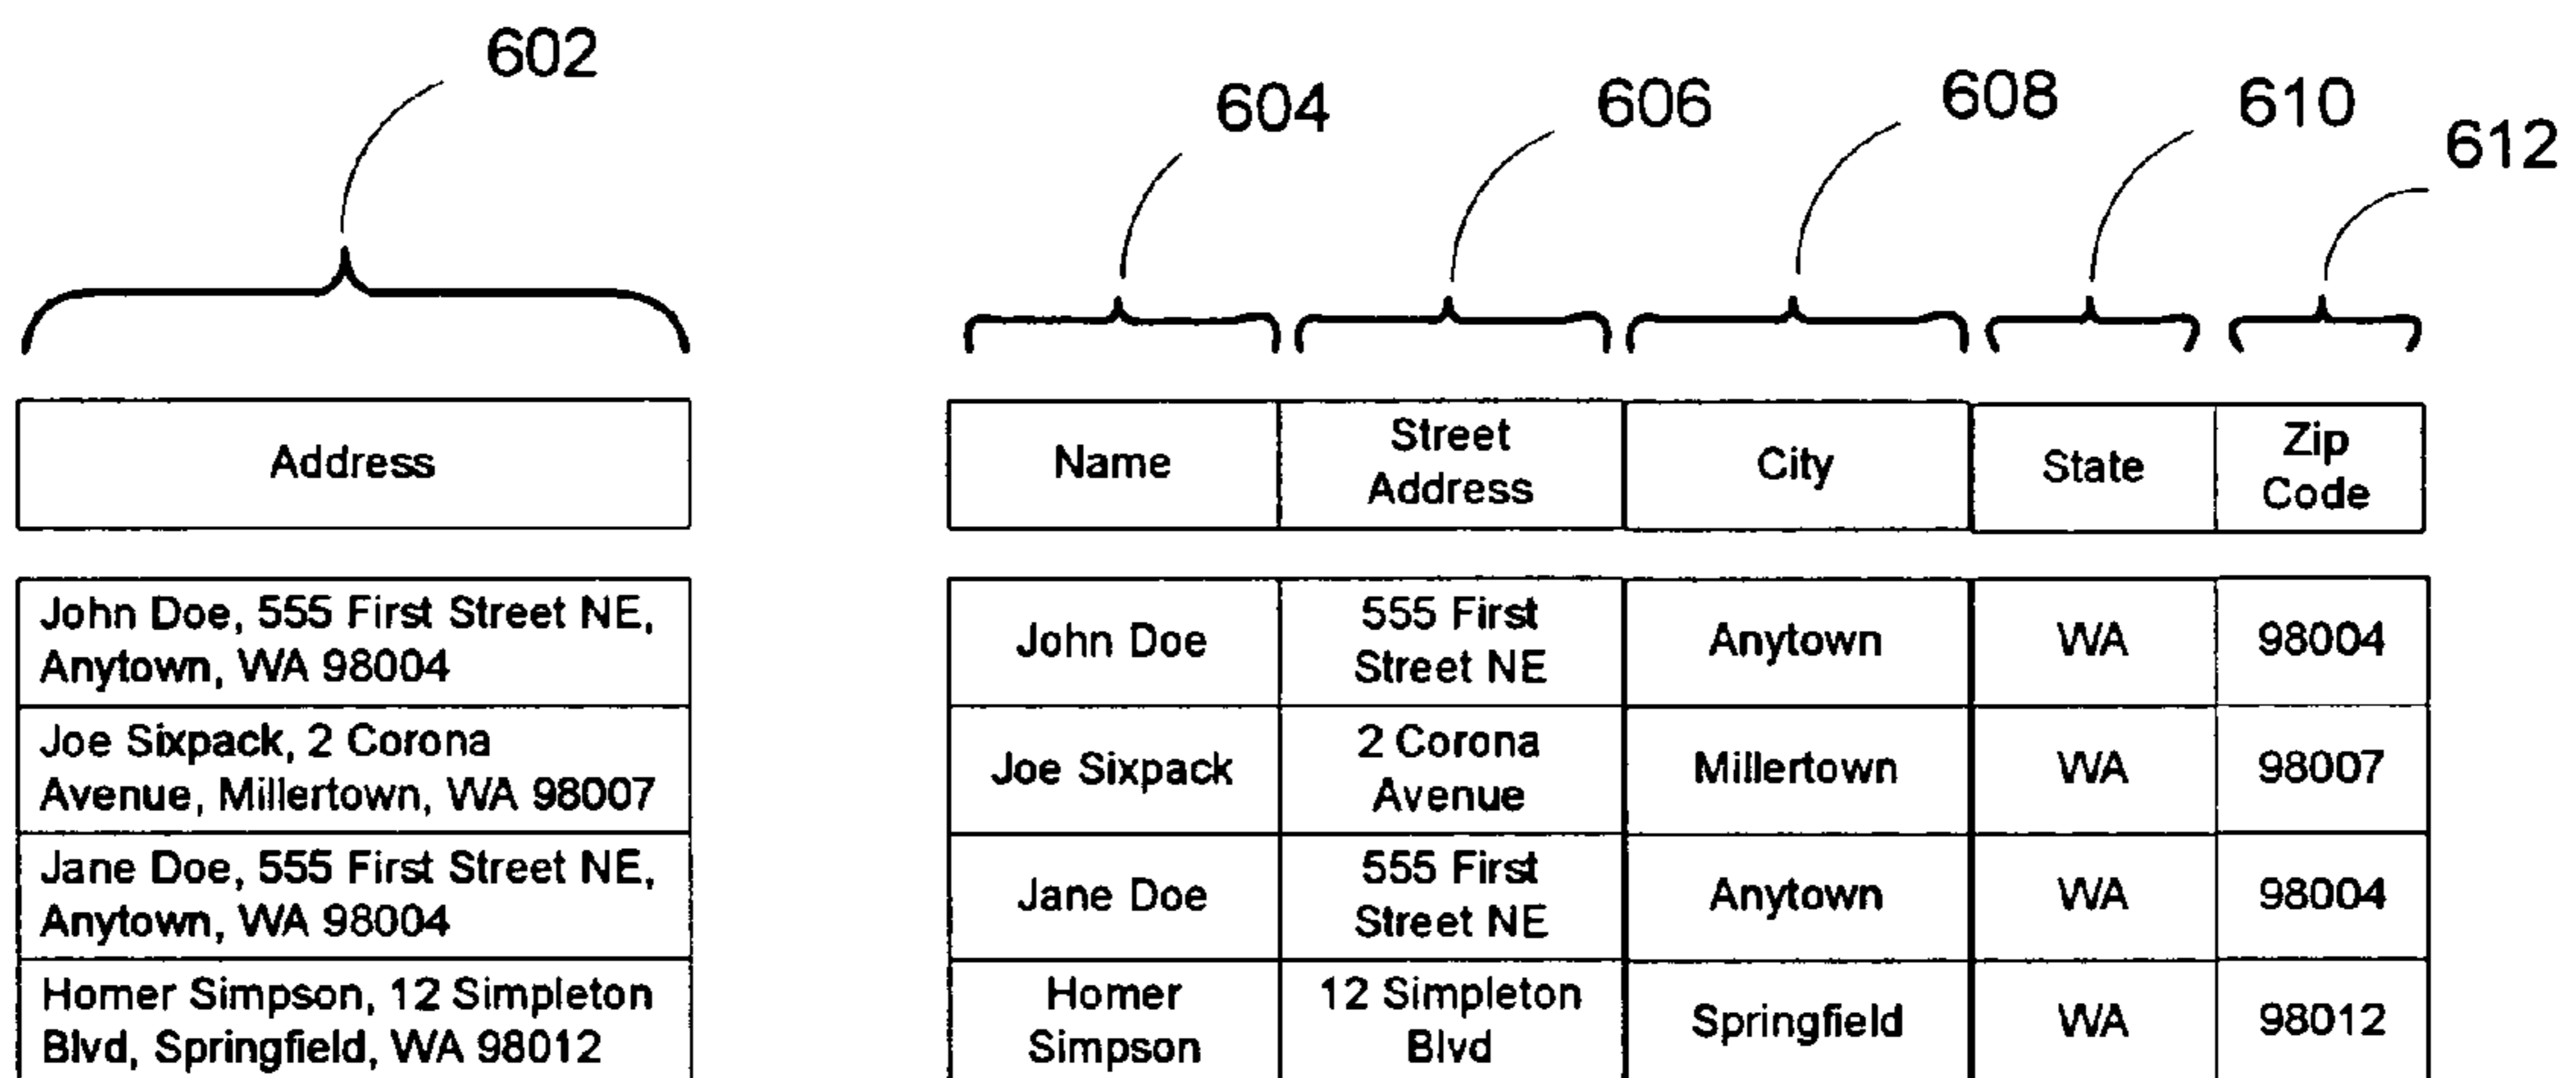 602
604
606
608
610
612
Address
John Doe, 555 First Street NE,
Anytown, WA 98004
Joe Sixpack, 2 Corona
Avenue, Millertown, WA 98007
Jane Doe, 555 First Street NE,
Anytown, WA 98004
Homer Simpson, 12 Simpleton
Blvd, Springfield, WA 98012
Name
Street
Address
City
State
Zip
Code
John Doe
555 First
Street NE
Anytown
WA
98004
Joe Sixpack
2 Corona
Avenue
Millertown
WA
98007
Jane Doe
555 First
Street NE
Anytown
WA
98004
Homer
Simpson
12 Simpleton
Blvd
Springfield
WA
98012